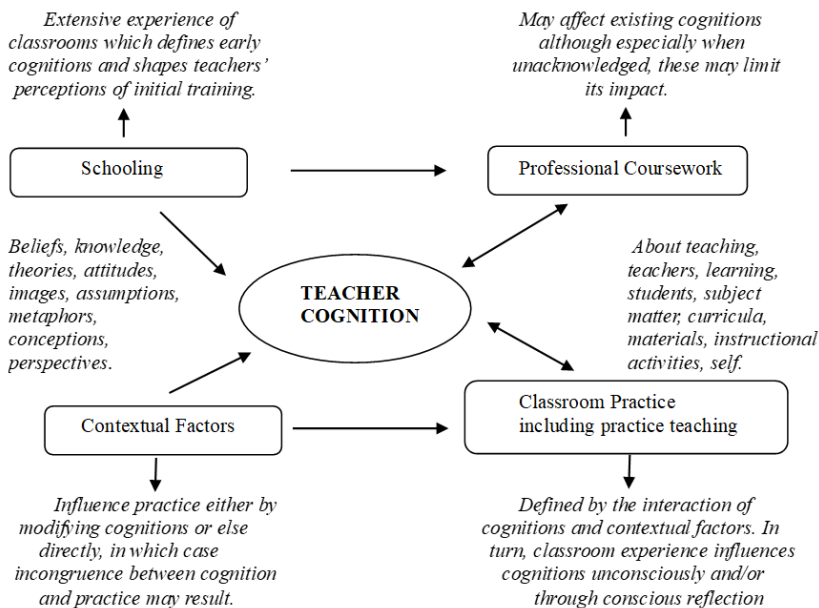 Extensive experience of
classrooms which defines early
cognitions and shapes teachers’
perceptions of initial training.
May affect existing cognitions
although especially when
unacknowledged, these may limit
its impact.
Schooling
Professional Coursework
Beliefs, knowledge,
theories, attitudes,
images, assumptions,
metaphors,
conceptions,
perspectives.
TEACHER
COGNITION
About teaching,
teachers, learning,
students, subject
matter, curricula,
materials, instructional
activities, self.
Contextual Factors
Classroom Practice
including practice teaching
Influence practice either by
modifying cognitions or else
directly, in which case
incongruence between cognition
and practice may result.
Defined by the interaction of
cognitions and contextual factors. In
turn, classroom experience influences
cognitions unconsciously and/or
through conscious reflection